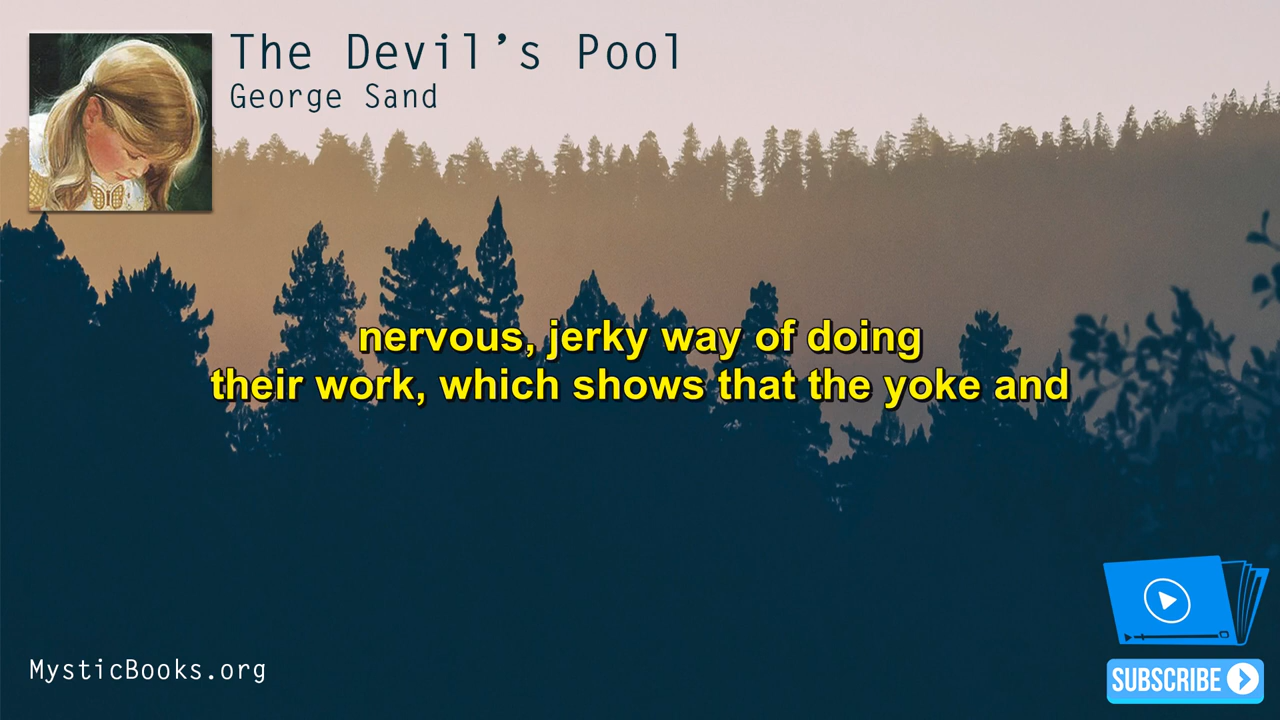 The Devil's Pool
George Sand
nervous, jerky way of doing
their work, which shows that the yoke and
MysticBooks.org
SUBSCRIBE